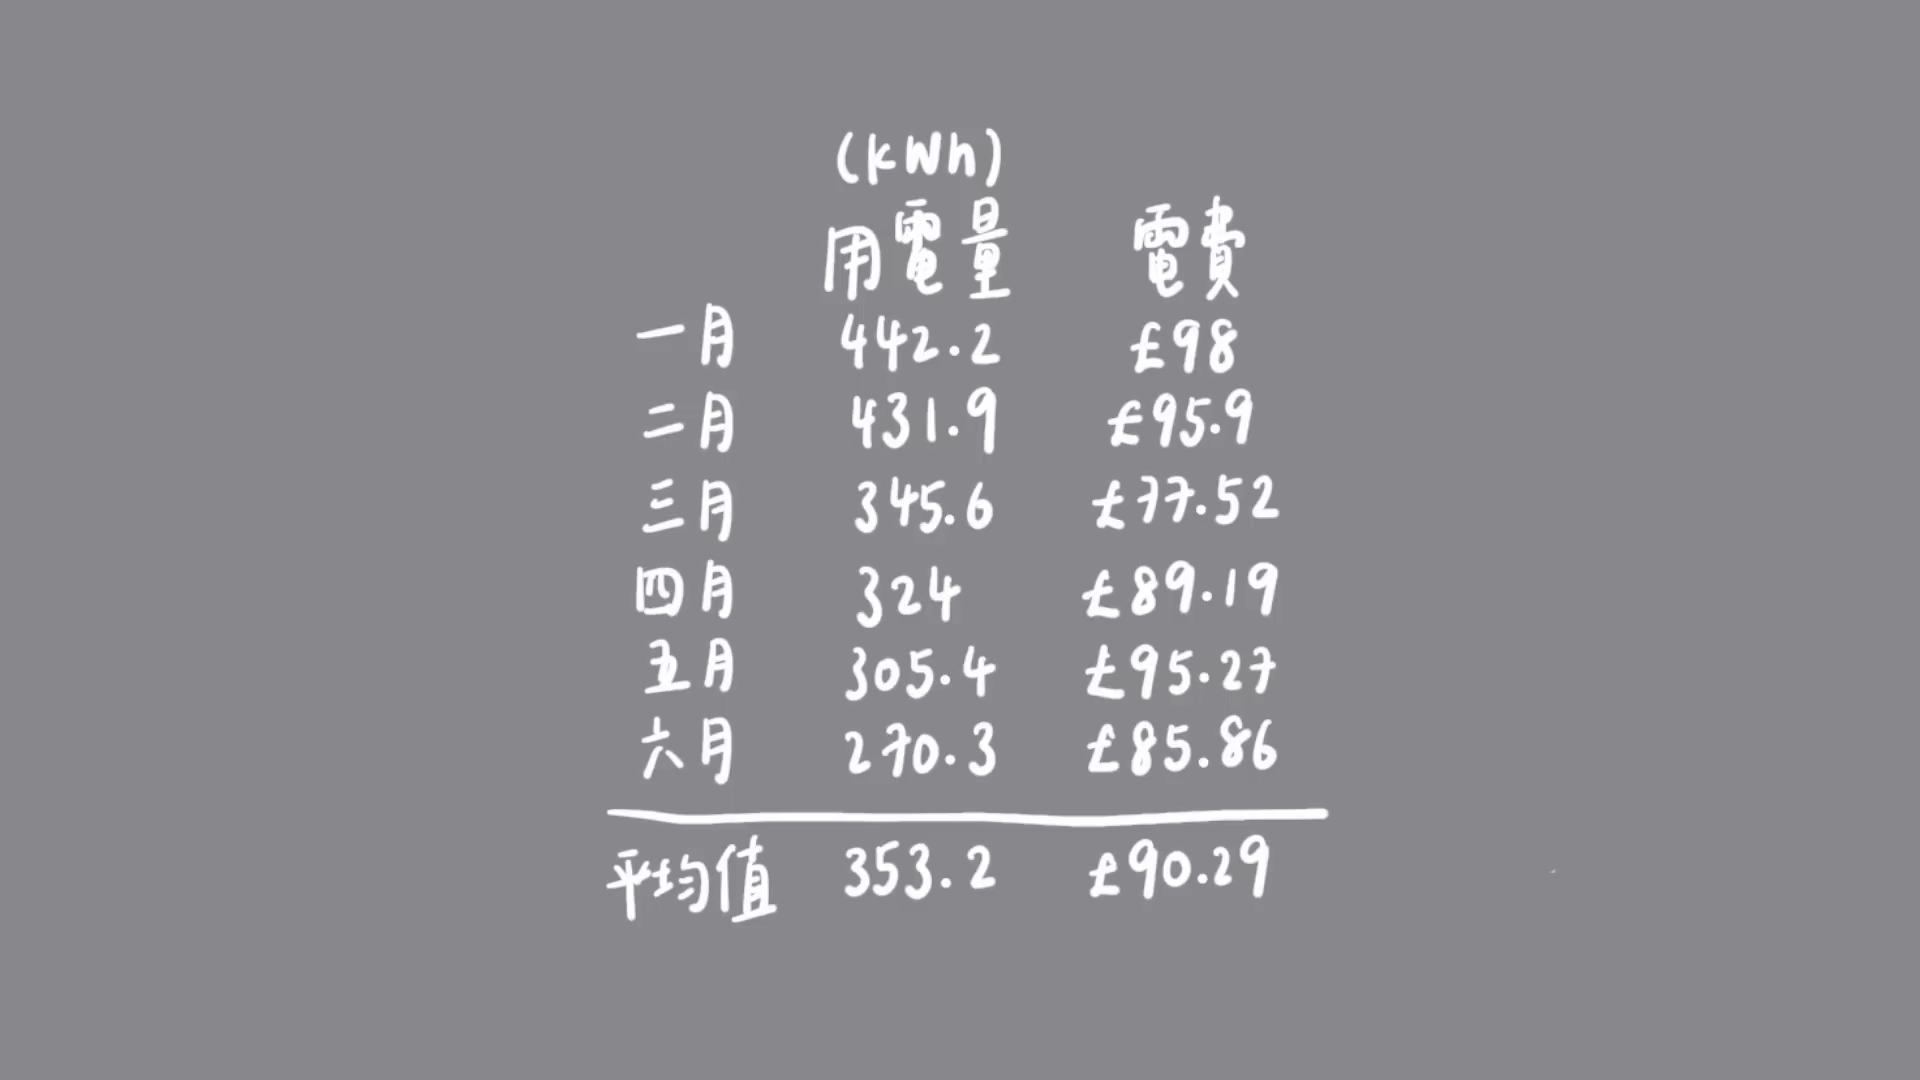 (kWh)
用電量 電費
一月 442.2 £98
二月 431.9 £95.9
三月 345.6 £77.52
四月 324 £89.19
五月 305.4 £95.27
六月 270.3 £85.86
平均值 353.2 £90.29